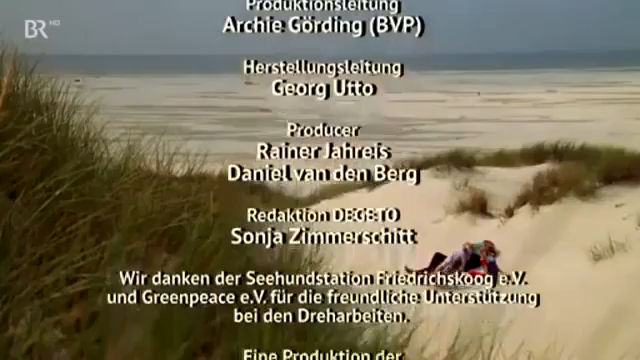 BR HD
Produktionsleitung
Archie Görding (BVP)
Herstellungsleitung
Georg Utto
Producer
Rainer Jahreis
Daniel van den Berg
Redaktion DEGETO
Sonja Zimmerschitt
Wir danken der Seehundstation Friedrichskoog e.V.
und Greenpeace e.V. für die freundliche Unterstützung
bei den Dreharbeiten.
Eine Produktion der